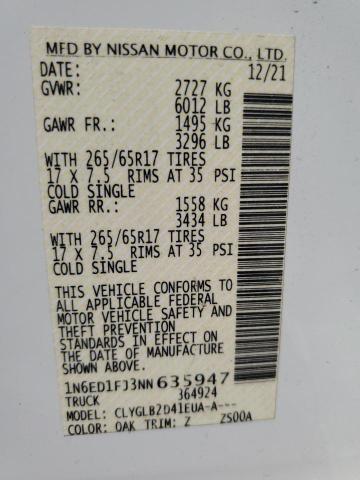 MFD BY NISSAN MOTOR CO., LTD.
DATE: 12/21
GVWR: 2727 KG
6012 LB
GAWR FR.: 1495 KG
3296 LB
WITH 265/65R17 TIRES
17 X 7.5 RIMS AT 35 PSI
COLD SINGLE
GAWR RR.: 1558 KG
3434 LB
WITH 265/65R17 TIRES
17 X 7.5 RIMS AT 35 PSI
COLD SINGLE
THIS VEHICLE CONFORMS TO
ALL APPLICABLE FEDERAL
MOTOR VEHICLE SAFETY AND
THEFT PREVENTION
STANDARDS IN EFFECT ON
THE DATE OF MANUFACTURE
SHOWN ABOVE.
1N6ED1FJ3NN635947
TRUCK 364924
MODEL: CLYGLB2D41EUA-A---
COLOR: QAK TRIM: Z ZS00A